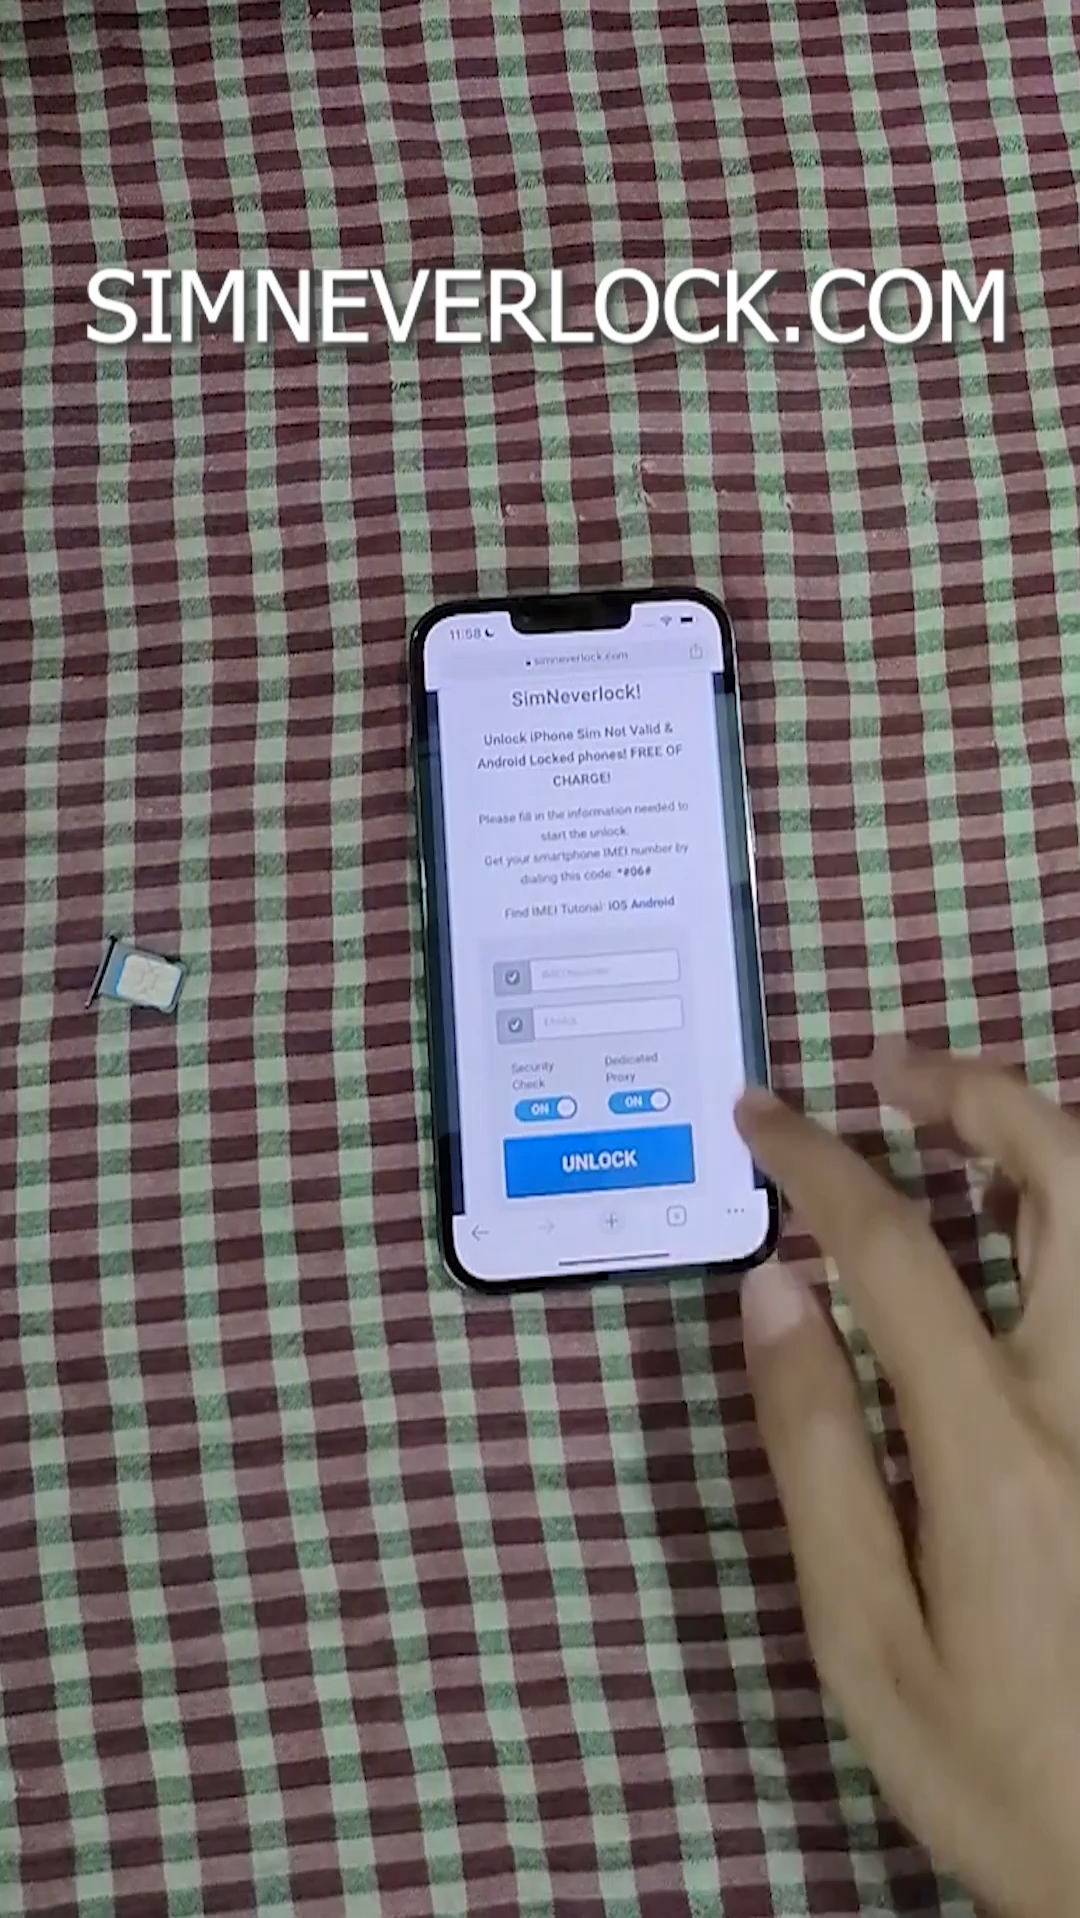 SIMNEVERLOCK.COM
11:58
simneverlock.com
SimNeverlock!
Unlock iPhone Sim Not Valid &
Android Locked phones! FREE OF
CHARGE!
Please fill in the information needed to
start the unlock.
Get your smartphone IMEI number by
dialing this code: *#06#
Find IMEI Tutorial: iOS Android
IMEI Number
Security
Check
Dedicated
Proxy
ON
ON
UNLOCK